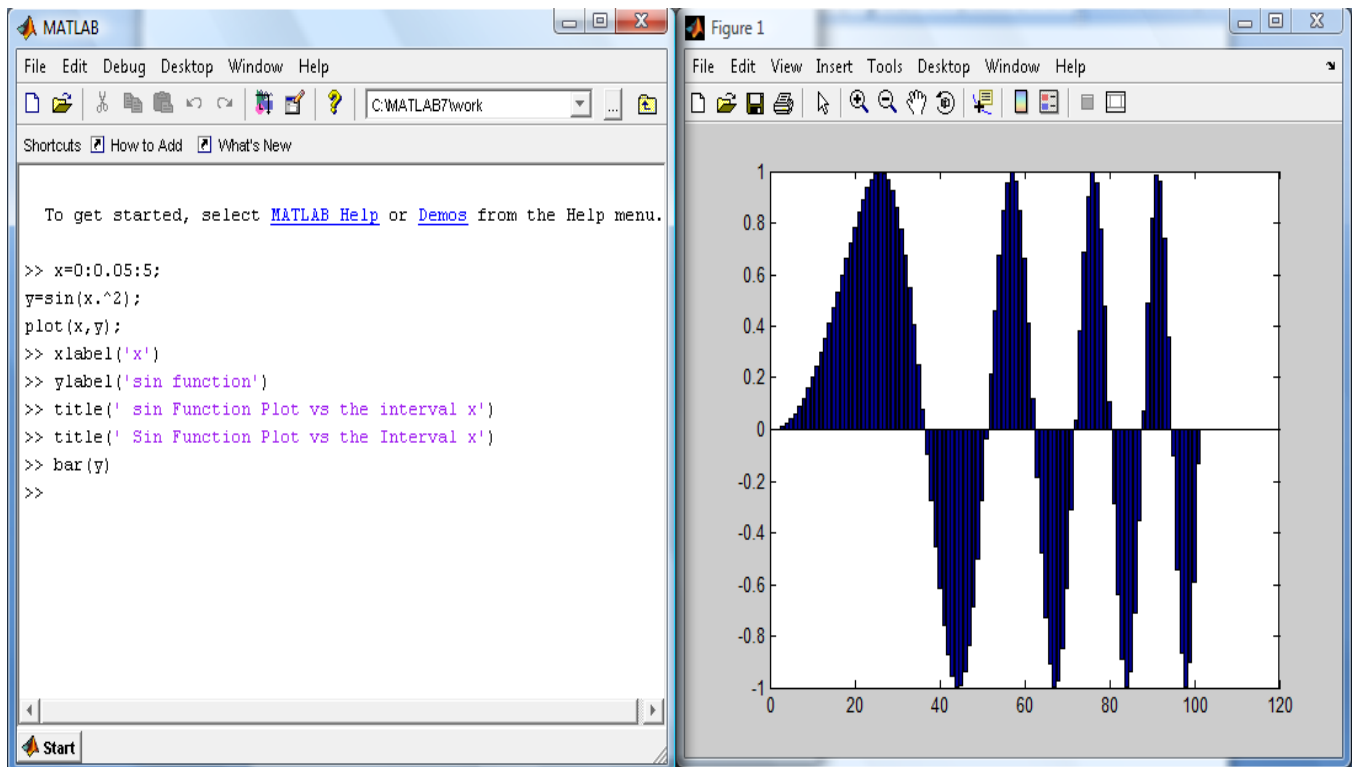 MATLAB
File Edit Debug Desktop Window Help
C:\MATLAB7\work
...
Shortcuts How to Add What's New
To get started, select MATLAB Help or Demos from the Help menu.
>> x=0:0.05:5;
y=sin(x.^2);
plot(x,y);
>> xlabel('x')
>> ylabel('sin function')
>> title(' sin Function Plot vs the interval x')
>> title(' Sin Function Plot vs the Interval x')
>> bar(y)
>>
Start
Figure 1
File Edit View Insert Tools Desktop Window Help
1
0.8
0.6
0.4
0.2
0
-0.2
-0.4
-0.6
-0.8
-1
0 20 40 60 80 100 120